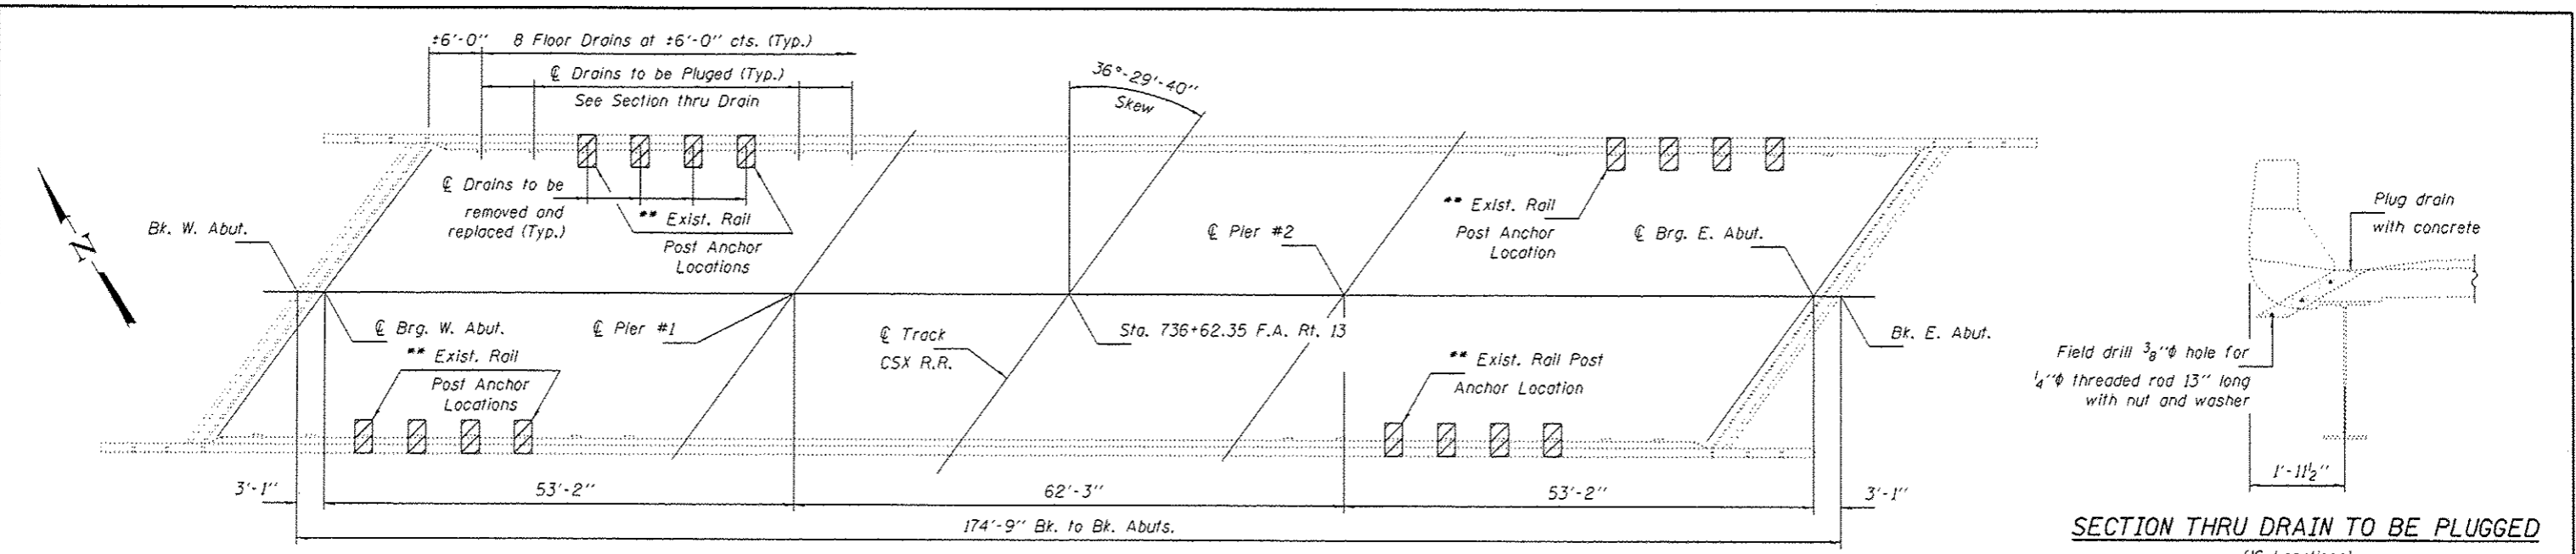 ±6'-0" 8 Floor Drains at ±6'-0" cts. (Typ.)
℄ Drains to be Pluged (Typ.)
See Section thru Drain
36°-29'-40"
Skew
℄ Drains to be
removed and
replaced (Typ.)
** Exist. Rail
Post Anchor
Locations
** Exist. Rail
Post Anchor
Location
℄ Pier #2
℄ Brg. E. Abut.
Bk. W. Abut.
N
Plug drain
with concrete
℄ Brg. W. Abut.
** Exist. Rail
Post Anchor
Locations
℄ Pier #1
℄ Track
CSX R.R.
Sta. 736+62.35 F.A. Rt. 13
** Exist. Rail Post
Anchor Location
Bk. E. Abut.
Field drill 3/8"ϕ hole for
1/4"ϕ threaded rod 13" long
with nut and washer
1'-11 1/2"
3'-1" 53'-2" 62'-3" 53'-2" 3'-1"
174'-9" Bk. to Bk. Abuts.
SECTION THRU DRAIN TO BE PLUGGED